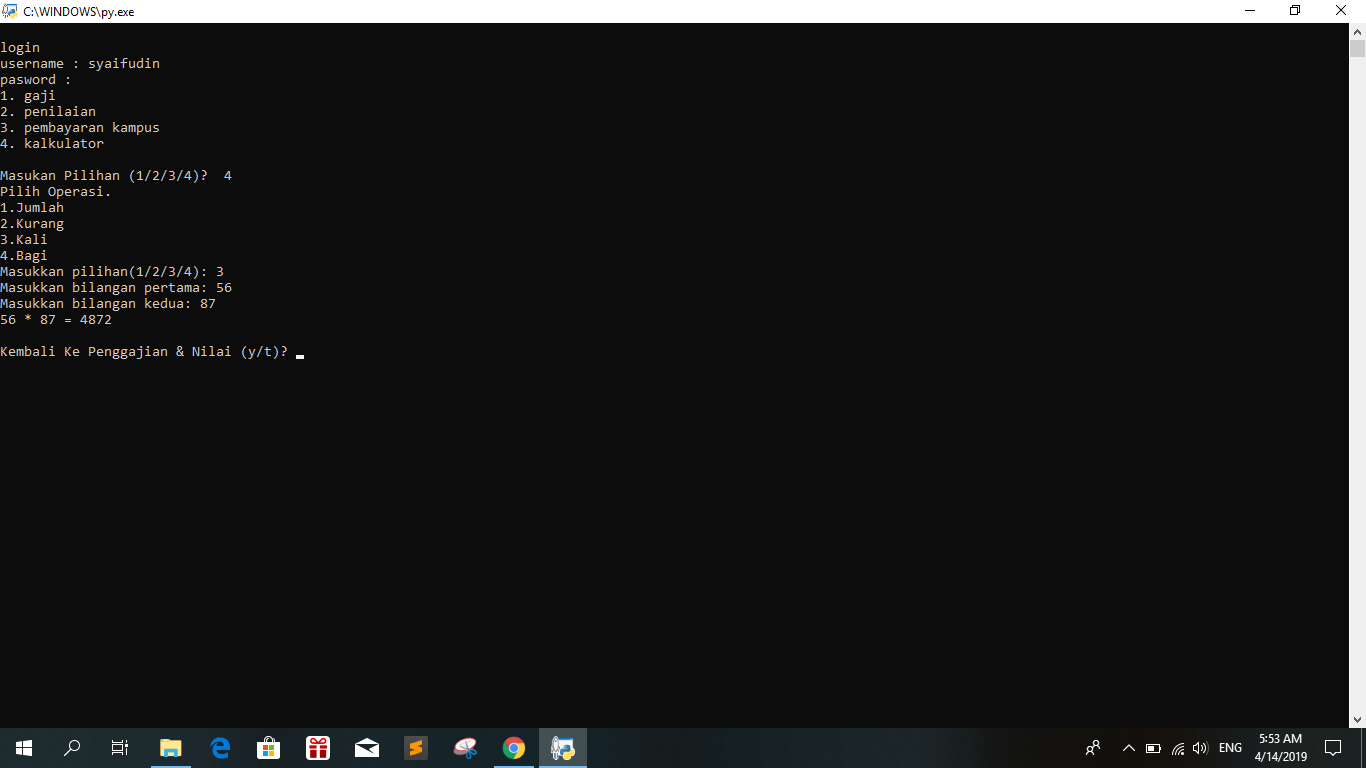 C:\WINDOWS\py.exe
login
username : syaifudin
pasword :
1. gaji
2. penilaian
3. pembayaran kampus
4. kalkulator
Masukan Pilihan (1/2/3/4)?  4
Pilih Operasi.
1.Jumlah
2.Kurang
3.Kali
4.Bagi
Masukkan pilihan(1/2/3/4): 3
Masukkan bilangan pertama: 56
Masukkan bilangan kedua: 87
56 * 87 = 4872
Kembali Ke Penggajian & Nilai (y/t)?
ENG
5:53 AM
4/14/2019